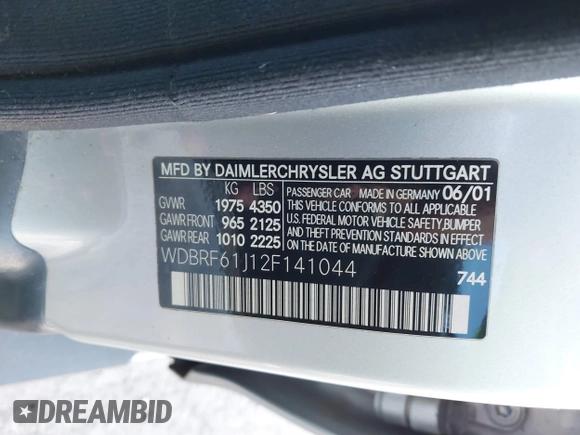 MFD BY DAIMLERCHRYSLER AG STUTTGART
KG LBS
GVWR 1975 4350
GAWR FRONT 965 2125
GAWR REAR 1010 2225
PASSENGER CAR MADE IN GERMANY 06/01
THIS VEHICLE CONFORMS TO ALL APPLICABLE
U.S. FEDERAL MOTOR VEHICLE SAFETY,BUMPER
AND THEFT PREVENTION STANDARDS IN EFFECT
ON THE DATE OF MANUFACTURE SHOWN ABOVE
WDBRF61J12F141044
744
DREAMBID